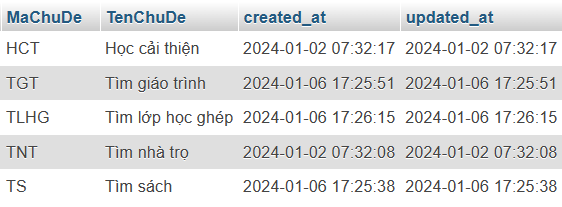 MaChuDe TenChuDe created_at updated_at
HCT Học cải thiện 2024-01-02 07:32:17 2024-01-02 07:32:17
TGT Tìm giáo trình 2024-01-06 17:25:51 2024-01-06 17:25:51
TLHG Tìm lớp học ghép 2024-01-06 17:26:15 2024-01-06 17:26:15
TNT Tìm nhà trọ 2024-01-02 07:32:08 2024-01-02 07:32:08
TS Tìm sách 2024-01-06 17:25:38 2024-01-06 17:25:38